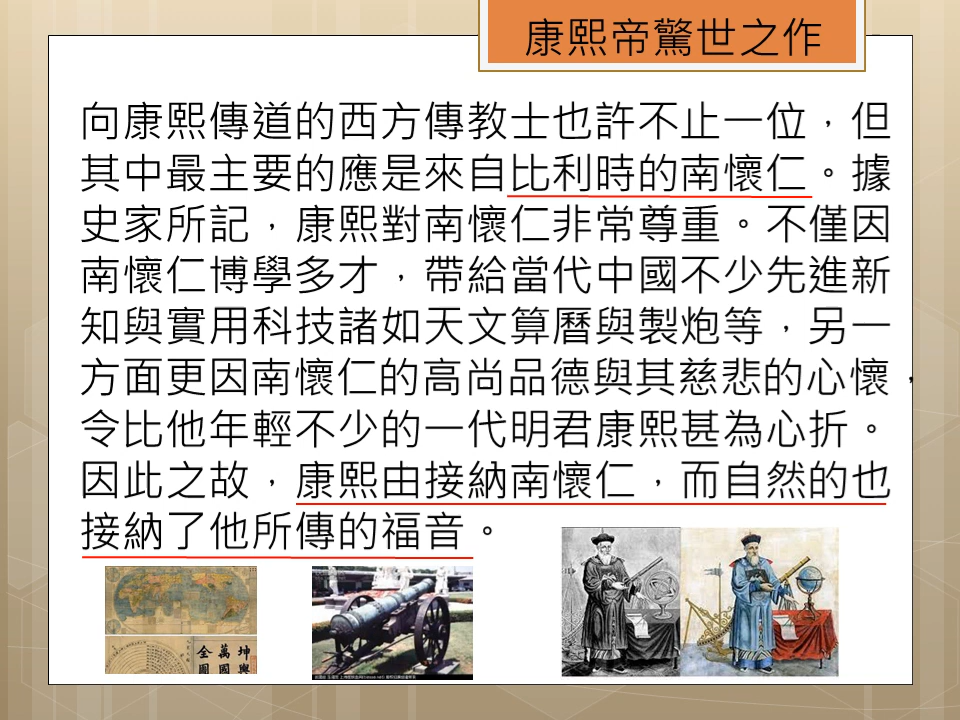 康熙帝驚世之作
向康熙傳道的西方傳教士也許不止一位，但
其中最主要的應是來自比利時的南懷仁。據
史家所記，康熙對南懷仁非常尊重。不僅因
南懷仁博學多才，帶給當代中國不少先進新
知與實用科技諸如天文算曆與製炮等，另一
方面更因南懷仁的高尚品德與其慈悲的心懷，
令比他年輕不少的一代明君康熙甚為心折。
因此之故，康熙由接納南懷仁，而自然的也
接納了他所傳的福音。
坤輿
萬國
全圖